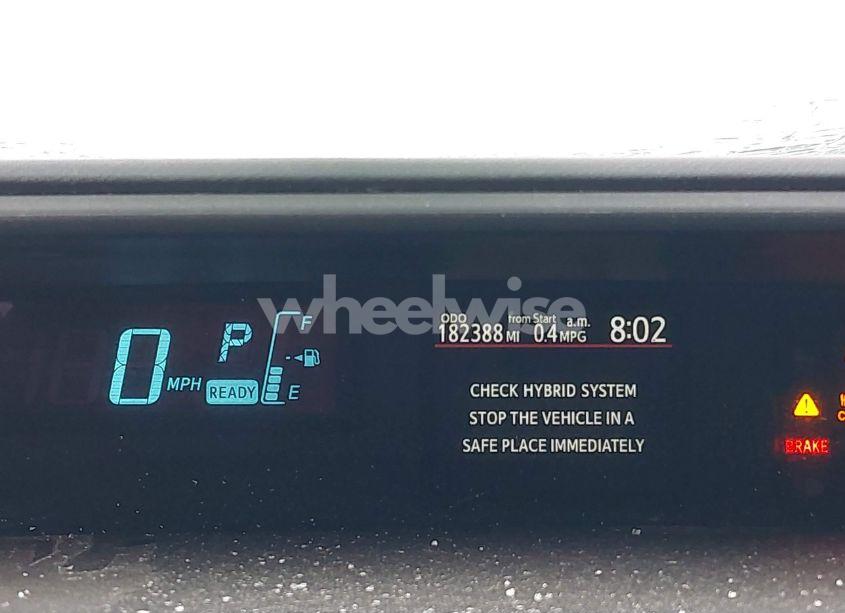 wheelwise
0 MPH
P
READY
F
E
ODO from Start a.m.
182388 MI 0.4 MPG 8:02
CHECK HYBRID SYSTEM
STOP THE VEHICLE IN A
SAFE PLACE IMMEDIATELY
BRAKE